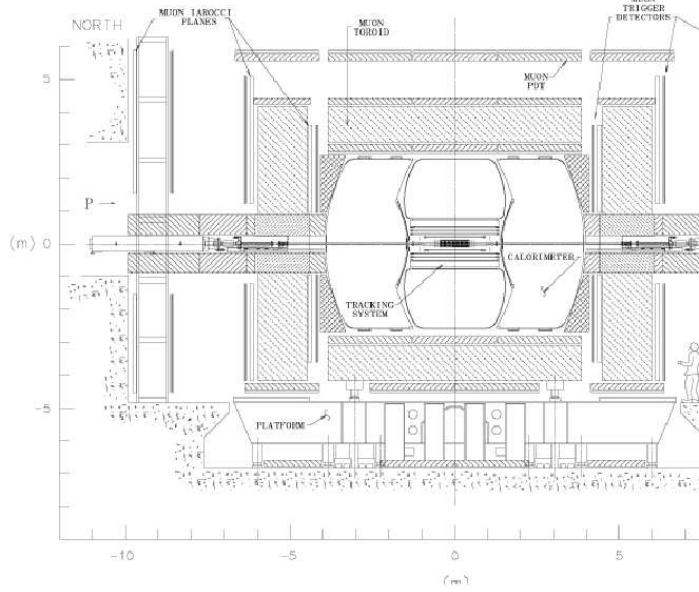 NORTH
MUON IAROCCI
PLANES
MUON
TOROID
MUON
TRIGGER
DETECTORS
5
MUON
PDT
P
(m) 0
CALORIMETER
TRACKING
SYSTEM
-5
PLATFORM
-10
-5
0
5
(m)